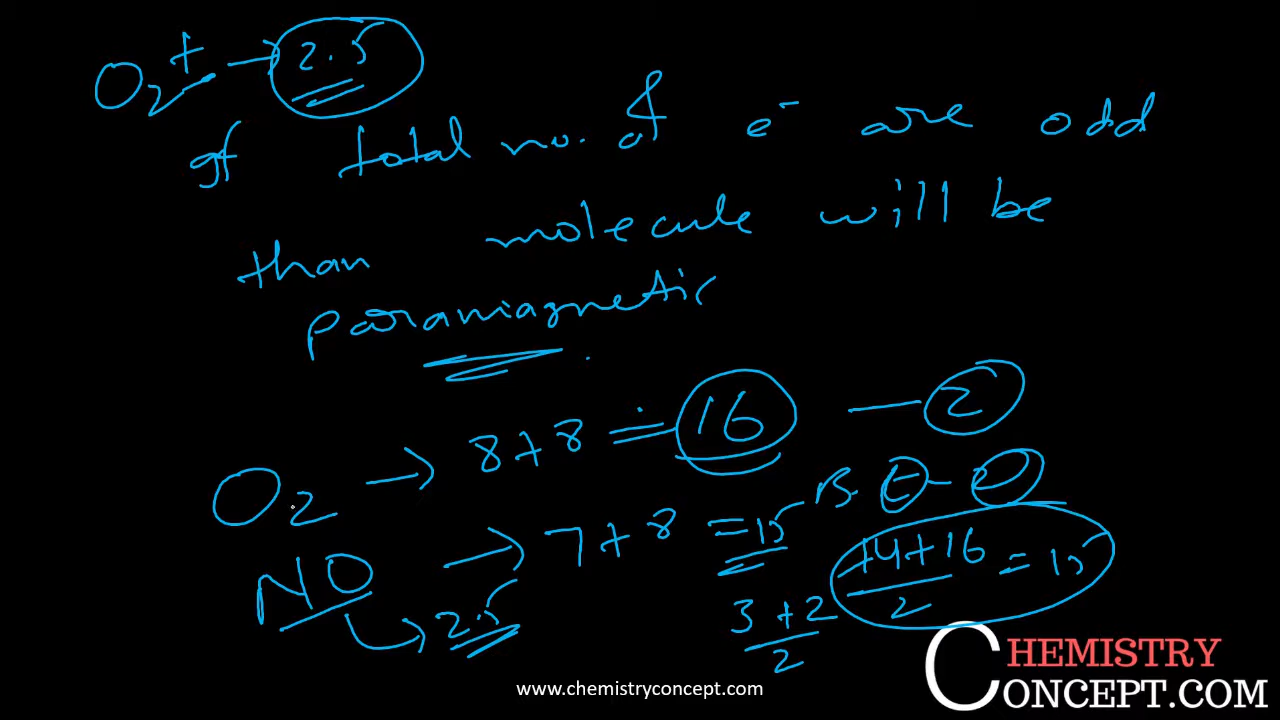 O2+ → 2.5
If total no. of e- are odd
than molecule will be
paramagnetic
O2 → 8+8 = 16 — 2
NO → 7+8 = 15
→ 2.5
14+16/2 = 15
3+2/2
CHEMISTRY
CONCEPT.COM
www.chemistryconcept.com